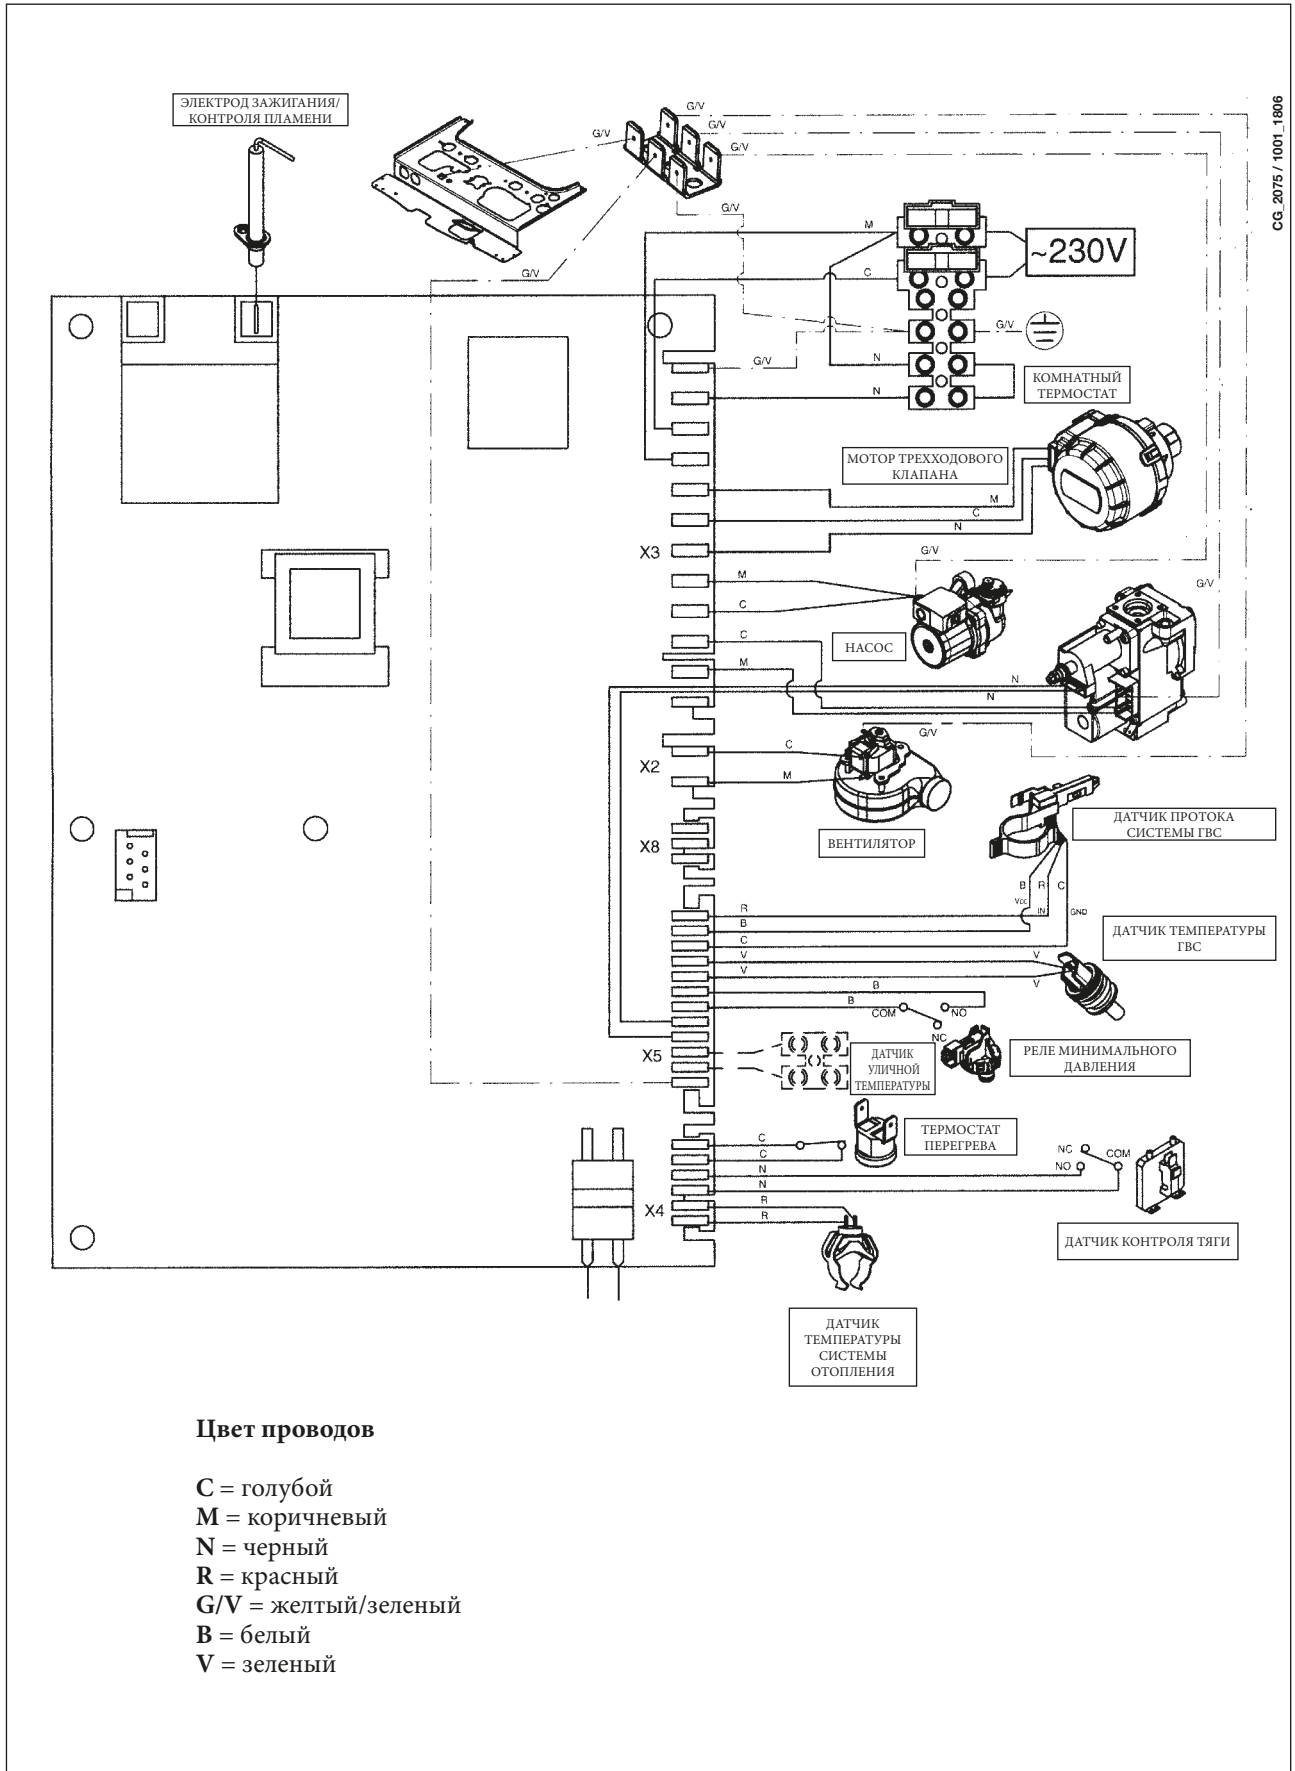 CG_2075 / 1001_1806
ЭЛЕКТРОД ЗАЖИГАНИЯ/
КОНТРОЛЯ ПЛАМЕНИ
G/V
G/V
G/V
G/V
G/V
G/V
M
~230V
C
G/V
G/V
N
N
КОМНАТНЫЙ
ТЕРМОСТАТ
МОТОР ТРЕХХОДОВОГО
КЛАПАНА
M
C
N
X3
G/V
M
C
G/V
НАСОС
C
M
N
N
G/V
X2
C
M
ВЕНТИЛЯТОР
ДАТЧИК ПРОТОКА
СИСТЕМЫ ГВС
X8
B R C
Vcc
IN
GND
R
B
C
V
V
V
V
ДАТЧИК ТЕМПЕРАТУРЫ
ГВС
B
B
COM
NO
NC
X5
ДАТЧИК
УЛИЧНОЙ
ТЕМПЕРАТУРЫ
РЕЛЕ МИНИМАЛЬНОГО
ДАВЛЕНИЯ
C
C
N
N
R
R
X4
ТЕРМОСТАТ
ПЕРЕГРЕВА
NC
NO
COM
ДАТЧИК КОНТРОЛЯ ТЯГИ
ДАТЧИК
ТЕМПЕРАТУРЫ
СИСТЕМЫ
ОТОПЛЕНИЯ
Цвет проводов
C = голубой
M = коричневый
N = черный
R = красный
G/V = желтый/зеленый
B = белый
V = зеленый